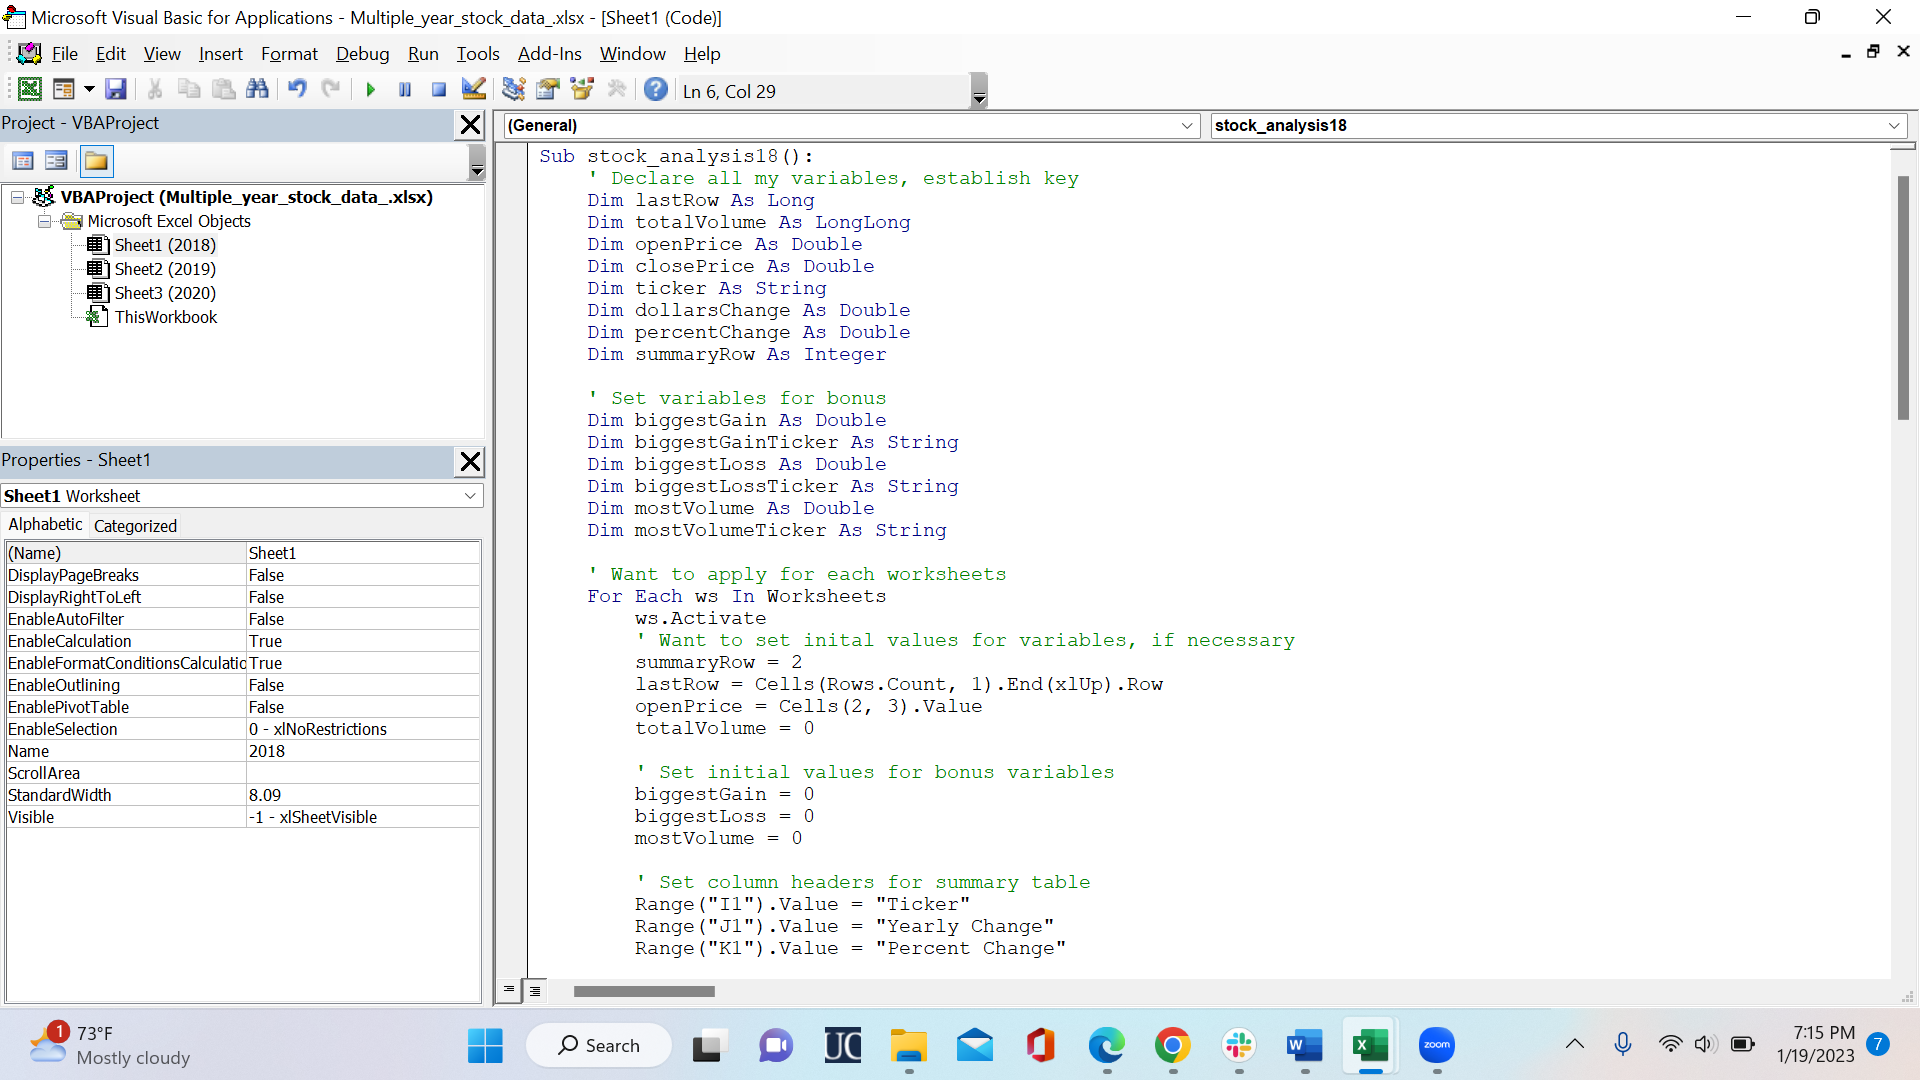 Microsoft Visual Basic for Applications - Multiple_year_stock_data_.xlsx - [Sheet1 (Code)]
File Edit View Insert Format Debug Run Tools Add-Ins Window Help
Ln 6, Col 29
Project - VBAProject
VBAProject (Multiple_year_stock_data_.xlsx)
Microsoft Excel Objects
Sheet1 (2018)
Sheet2 (2019)
Sheet3 (2020)
ThisWorkbook
Properties - Sheet1
Sheet1 Worksheet
Alphabetic Categorized
(Name) Sheet1
DisplayPageBreaks False
DisplayRightToLeft False
EnableAutoFilter False
EnableCalculation True
EnableFormatConditionsCalculatic True
EnableOutlining False
EnablePivotTable False
EnableSelection 0 - xlNoRestrictions
Name 2018
ScrollArea
StandardWidth 8.09
Visible -1 - xlSheetVisible
(General) stock_analysis18
Sub stock_analysis18():
' Declare all my variables, establish key
Dim lastRow As Long
Dim totalVolume As LongLong
Dim openPrice As Double
Dim closePrice As Double
Dim ticker As String
Dim dollarsChange As Double
Dim percentChange As Double
Dim summaryRow As Integer
' Set variables for bonus
Dim biggestGain As Double
Dim biggestGainTicker As String
Dim biggestLoss As Double
Dim biggestLossTicker As String
Dim mostVolume As Double
Dim mostVolumeTicker As String
' Want to apply for each worksheets
For Each ws In Worksheets
ws.Activate
' Want to set inital values for variables, if necessary
summaryRow = 2
lastRow = Cells(Rows.Count, 1).End(xlUp).Row
openPrice = Cells(2, 3).Value
totalVolume = 0
' Set initial values for bonus variables
biggestGain = 0
biggestLoss = 0
mostVolume = 0
' Set column headers for summary table
Range("I1").Value = "Ticker"
Range("J1").Value = "Yearly Change"
Range("K1").Value = "Percent Change"
1
73°F
Mostly cloudy
Search
UC
W
X
zoom
7:15 PM
1/19/2023
7